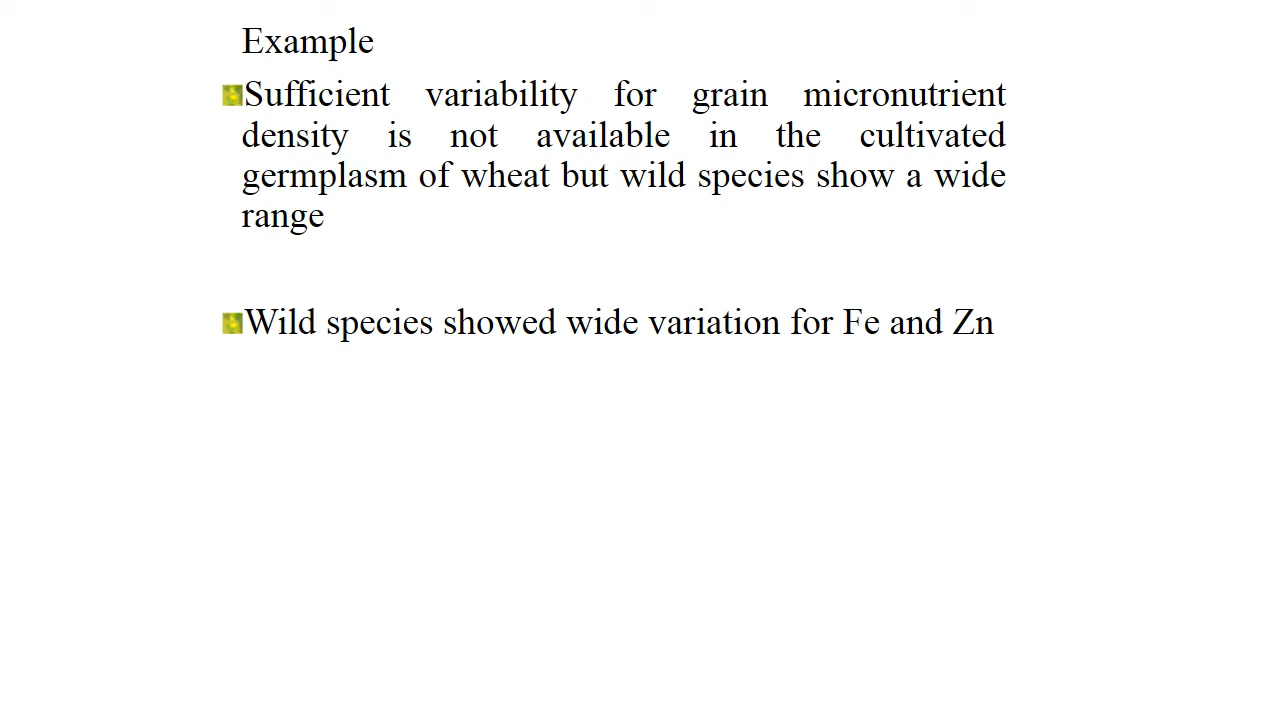 Example
Sufficient variability for grain micronutrient
density is not available in the cultivated
germplasm of wheat but wild species show a wide
range
Wild species showed wide variation for Fe and Zn